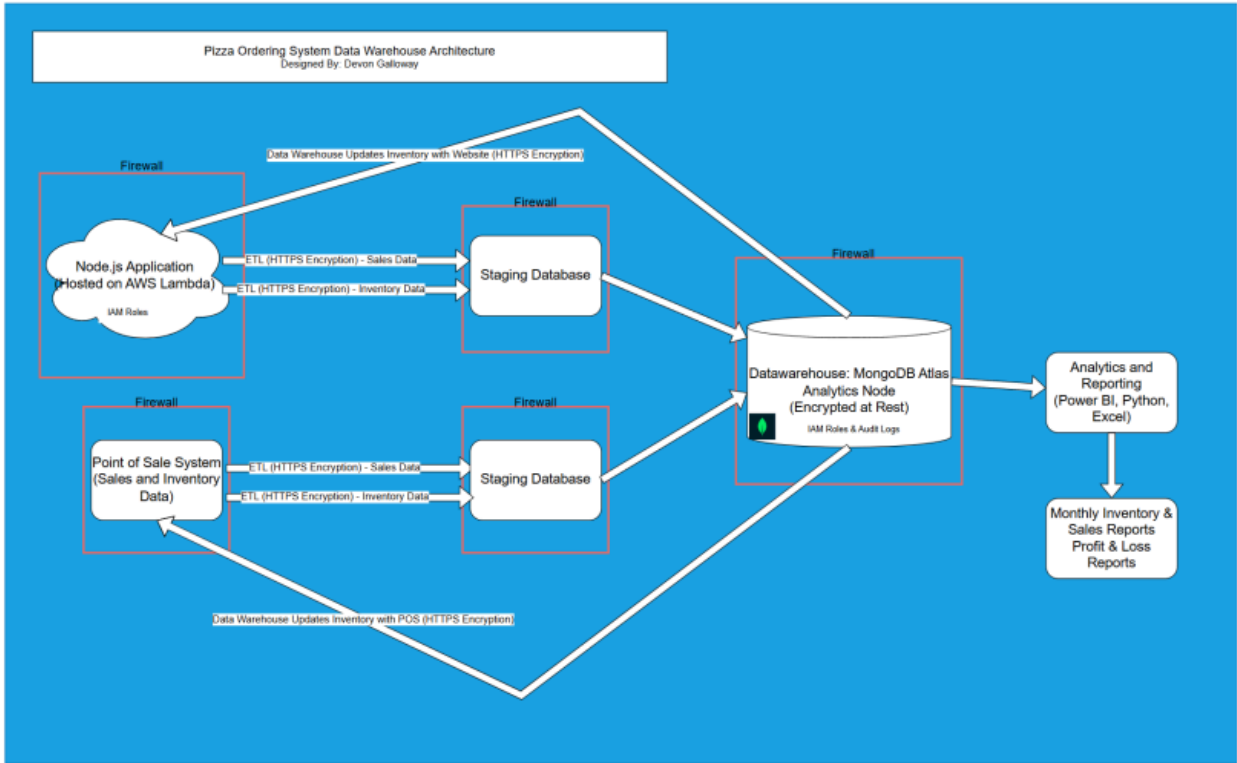 Pizza Ordering System Data Warehouse Architecture
Designed By: Devon Galloway
Data Warehouse Updates Inventory with Website (HTTPS Encryption)
Firewall
Node.js Application
(Hosted on AWS Lambda)
IAM Roles
ETL (HTTPS Encryption) - Sales Data
ETL (HTTPS Encryption) - Inventory Data
Firewall
Staging Database
Firewall
Point of Sale System
(Sales and Inventory
Data)
ETL (HTTPS Encryption) - Sales Data
ETL (HTTPS Encryption) - Inventory Data
Firewall
Staging Database
Firewall
Datawarehouse: MongoDB Atlas
Analytics Node
(Encrypted at Rest)
IAM Roles & Audit Logs
Analytics and
Reporting
(Power BI, Python,
Excel)
Monthly Inventory &
Sales Reports
Profit & Loss
Reports
Data Warehouse Updates Inventory with POS (HTTPS Encryption)